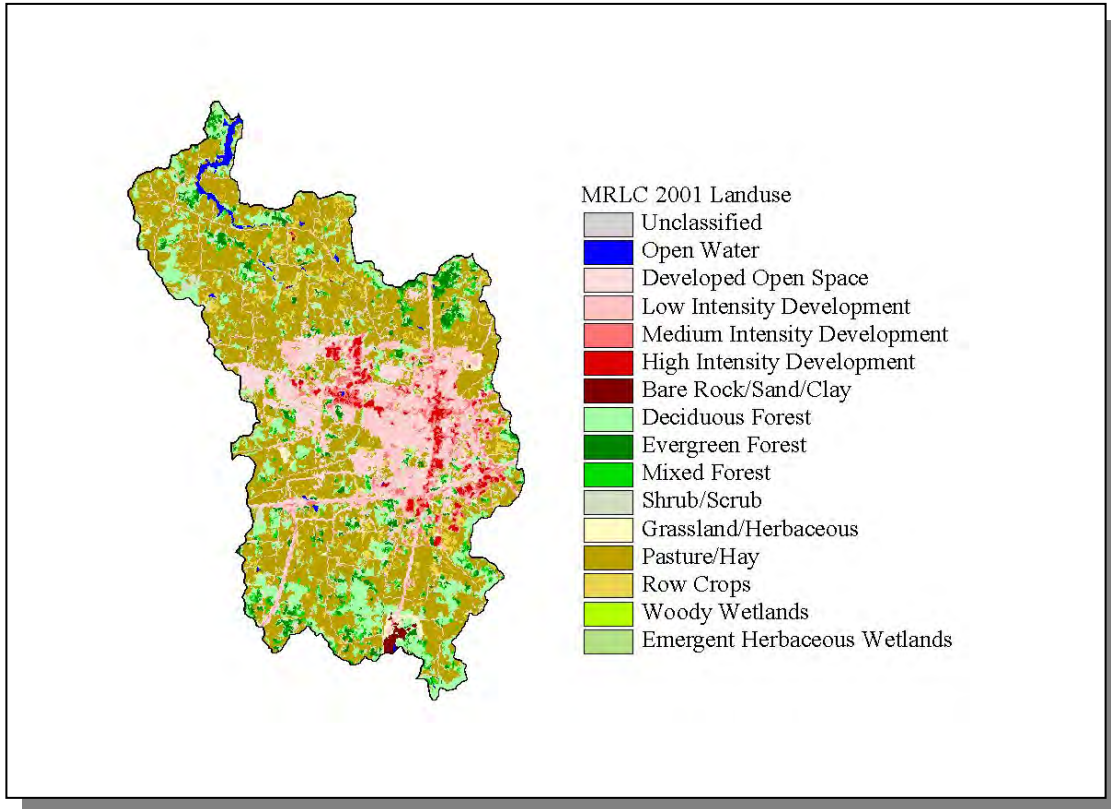 MRLC 2001 Landuse
Unclassified
Open Water
Developed Open Space
Low Intensity Development
Medium Intensity Development
High Intensity Development
Bare Rock/Sand/Clay
Deciduous Forest
Evergreen Forest
Mixed Forest
Shrub/Scrub
Grassland/Herbaceous
Pasture/Hay
Row Crops
Woody Wetlands
Emergent Herbaceous Wetlands